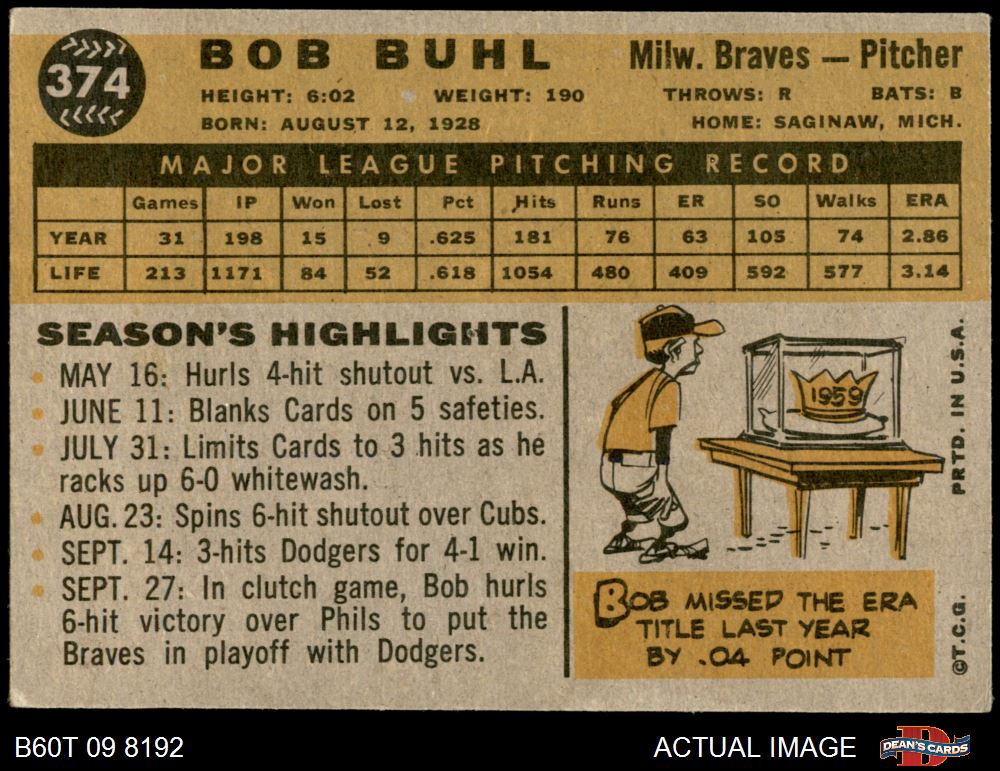 374
BOB BUHL
Milw. Braves — Pitcher
HEIGHT: 6:02 WEIGHT: 190 THROWS: R BATS: B
BORN: AUGUST 12, 1928 HOME: SAGINAW, MICH.
MAJOR LEAGUE PITCHING RECORD
Games IP Won Lost Pct Hits Runs ER SO Walks ERA
YEAR 31 198 15 9 .625 181 76 63 105 74 2.86
LIFE 213 1171 84 52 .618 1054 480 409 592 577 3.14
SEASON'S HIGHLIGHTS
• MAY 16: Hurls 4-hit shutout vs. L.A.
• JUNE 11: Blanks Cards on 5 safeties.
• JULY 31: Limits Cards to 3 hits as he
racks up 6-0 whitewash.
• AUG. 23: Spins 6-hit shutout over Cubs.
• SEPT. 14: 3-hits Dodgers for 4-1 win.
• SEPT. 27: In clutch game, Bob hurls
6-hit victory over Phils to put the
Braves in playoff with Dodgers.
1959
BOB MISSED THE ERA
TITLE LAST YEAR
BY .04 POINT
©T.C.G. PRTD. IN U.S.A.
B60T 09 8192
ACTUAL IMAGE
DEAN'S CARDS